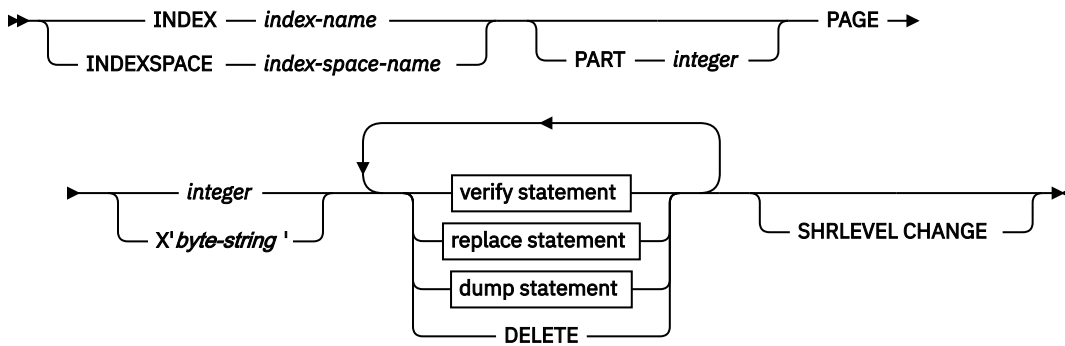 INDEX index-name PAGE
INDEXSPACE index-space-name PART integer
integer verify statement
X'byte-string ' replace statement SHRLEVEL CHANGE
dump statement
DELETE